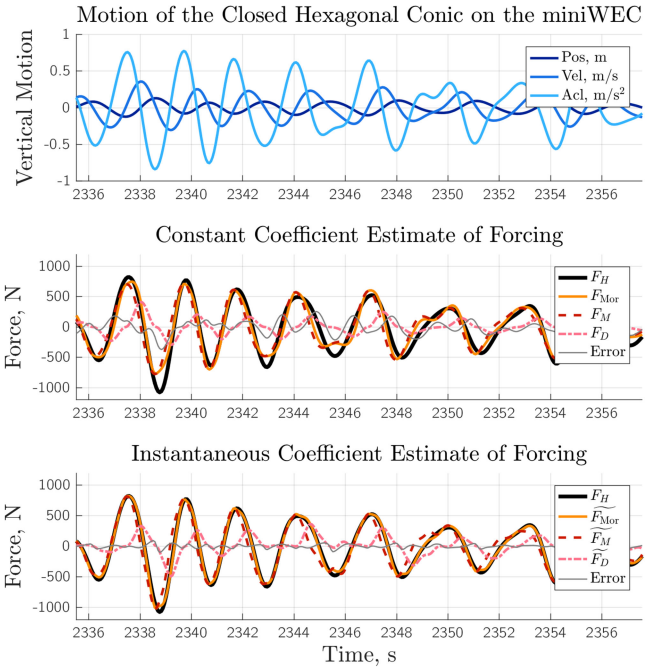 Motion of the Closed Hexagonal Conic on the miniWEC
Vertical Motion
1
0.5
0
-0.5
-1
Pos, m
Vel, m/s
Acl, m/s²
2336 2338 2340 2342 2344 2346 2348 2350 2352 2354 2356
Constant Coefficient Estimate of Forcing
Force, N
1000
500
0
-500
-1000
F_H
F_Mor
F_M
F_D
Error
2336 2338 2340 2342 2344 2346 2348 2350 2352 2354 2356
Instantaneous Coefficient Estimate of Forcing
Force, N
1000
500
0
-500
-1000
F_H
F̃_Mor
F̃_M
F̃_D
Error
2336 2338 2340 2342 2344 2346 2348 2350 2352 2354 2356
Time, s